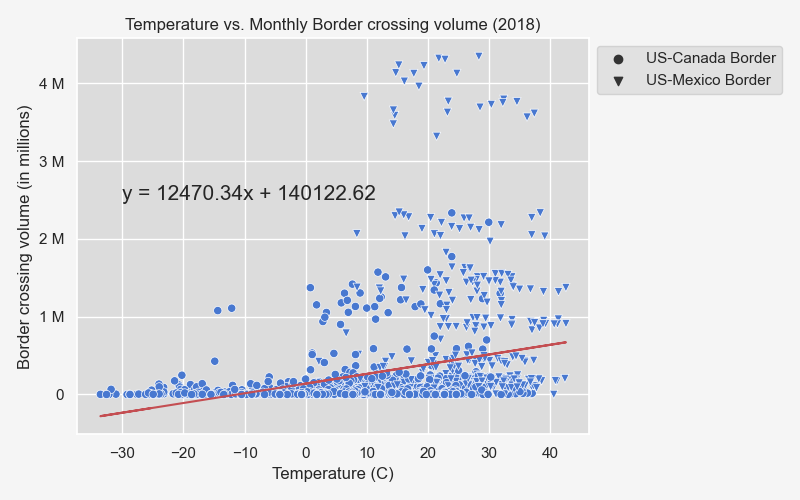 Temperature vs. Monthly Border crossing volume (2018)
US-Canada Border
US-Mexico Border
4 M
3 M
2 M
1 M
0
Border crossing volume (in millions)
y = 12470.34x + 140122.62
−30 −20 −10 0 10 20 30 40
Temperature (C)